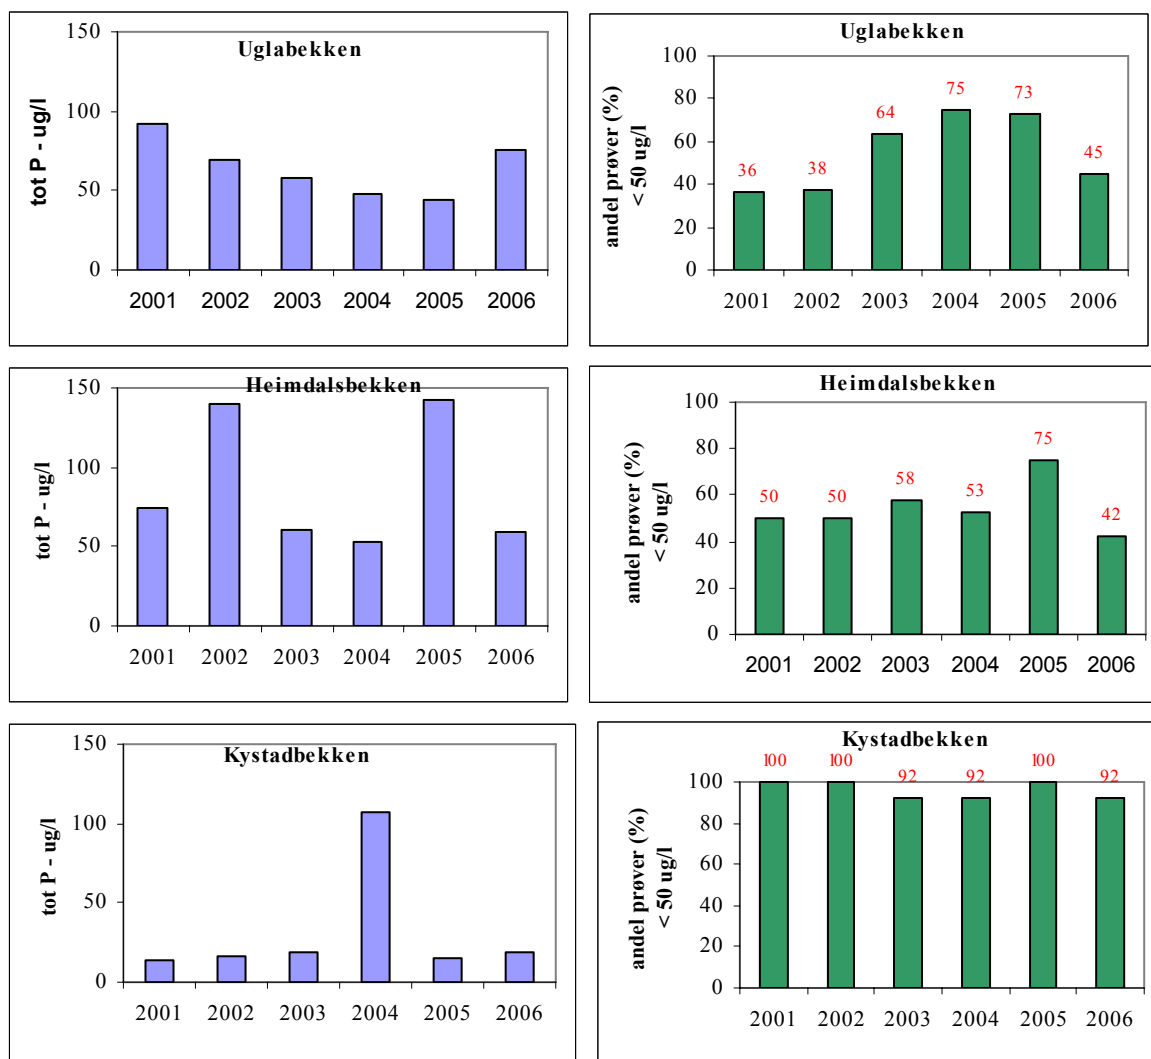 Uglabekken
tot P - ug/l
150
100
50
0
2001 2002 2003 2004 2005 2006
Uglabekken
andel prøver (%)
< 50 ug/l
100
80
60
40
20
0
36 38 64 75 73 45
2001 2002 2003 2004 2005 2006
Heimdalsbekken
tot P - ug/l
150
100
50
0
2001 2002 2003 2004 2005 2006
Heimdalsbekken
andel prøver (%)
< 50 ug/l
100
80
60
40
20
0
50 50 58 53 75 42
2001 2002 2003 2004 2005 2006
Kystadbekken
tot P - ug/l
150
100
50
0
2001 2002 2003 2004 2005 2006
Kystadbekken
andel prøver (%)
< 50 ug/l
100
80
60
40
20
0
100 100 92 92 100 92
2001 2002 2003 2004 2005 2006